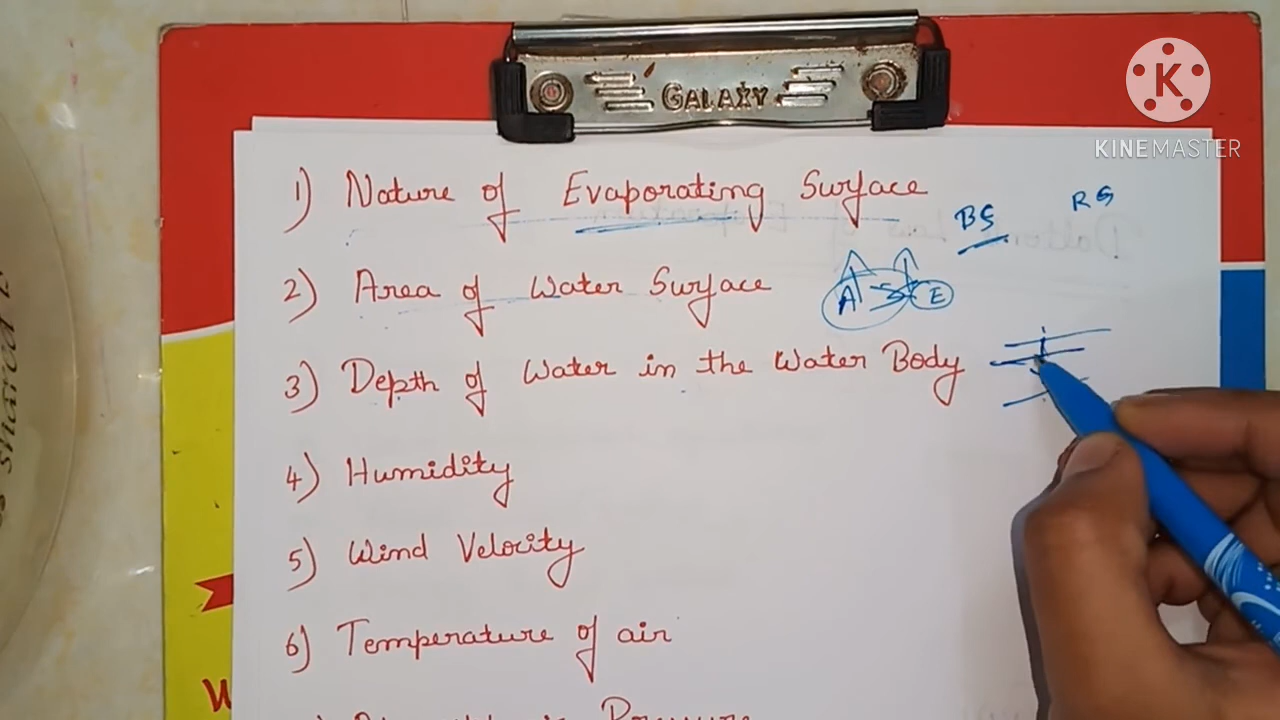 GALAXY
K
KINEMASTER
1) Nature of Evaporating Surface
BS
RS
2) Area of Water Surface
A
E
3) Depth of Water in the Water Body
4) Humidity
5) Wind Velocity
6) Temperature of air
Pressure